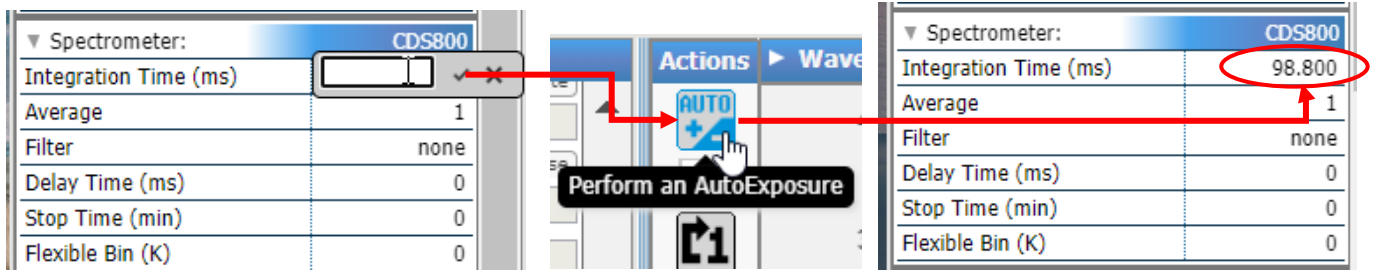 ▼ Spectrometer: CDS800
Integration Time (ms)
Average 1
Filter none
Delay Time (ms) 0
Stop Time (min) 0
Flexible Bin (K) 0
Actions ► Wave
AUTO
+/-
Perform an AutoExposure
1
▼ Spectrometer: CDS800
Integration Time (ms) 98.800
Average 1
Filter none
Delay Time (ms) 0
Stop Time (min) 0
Flexible Bin (K) 0